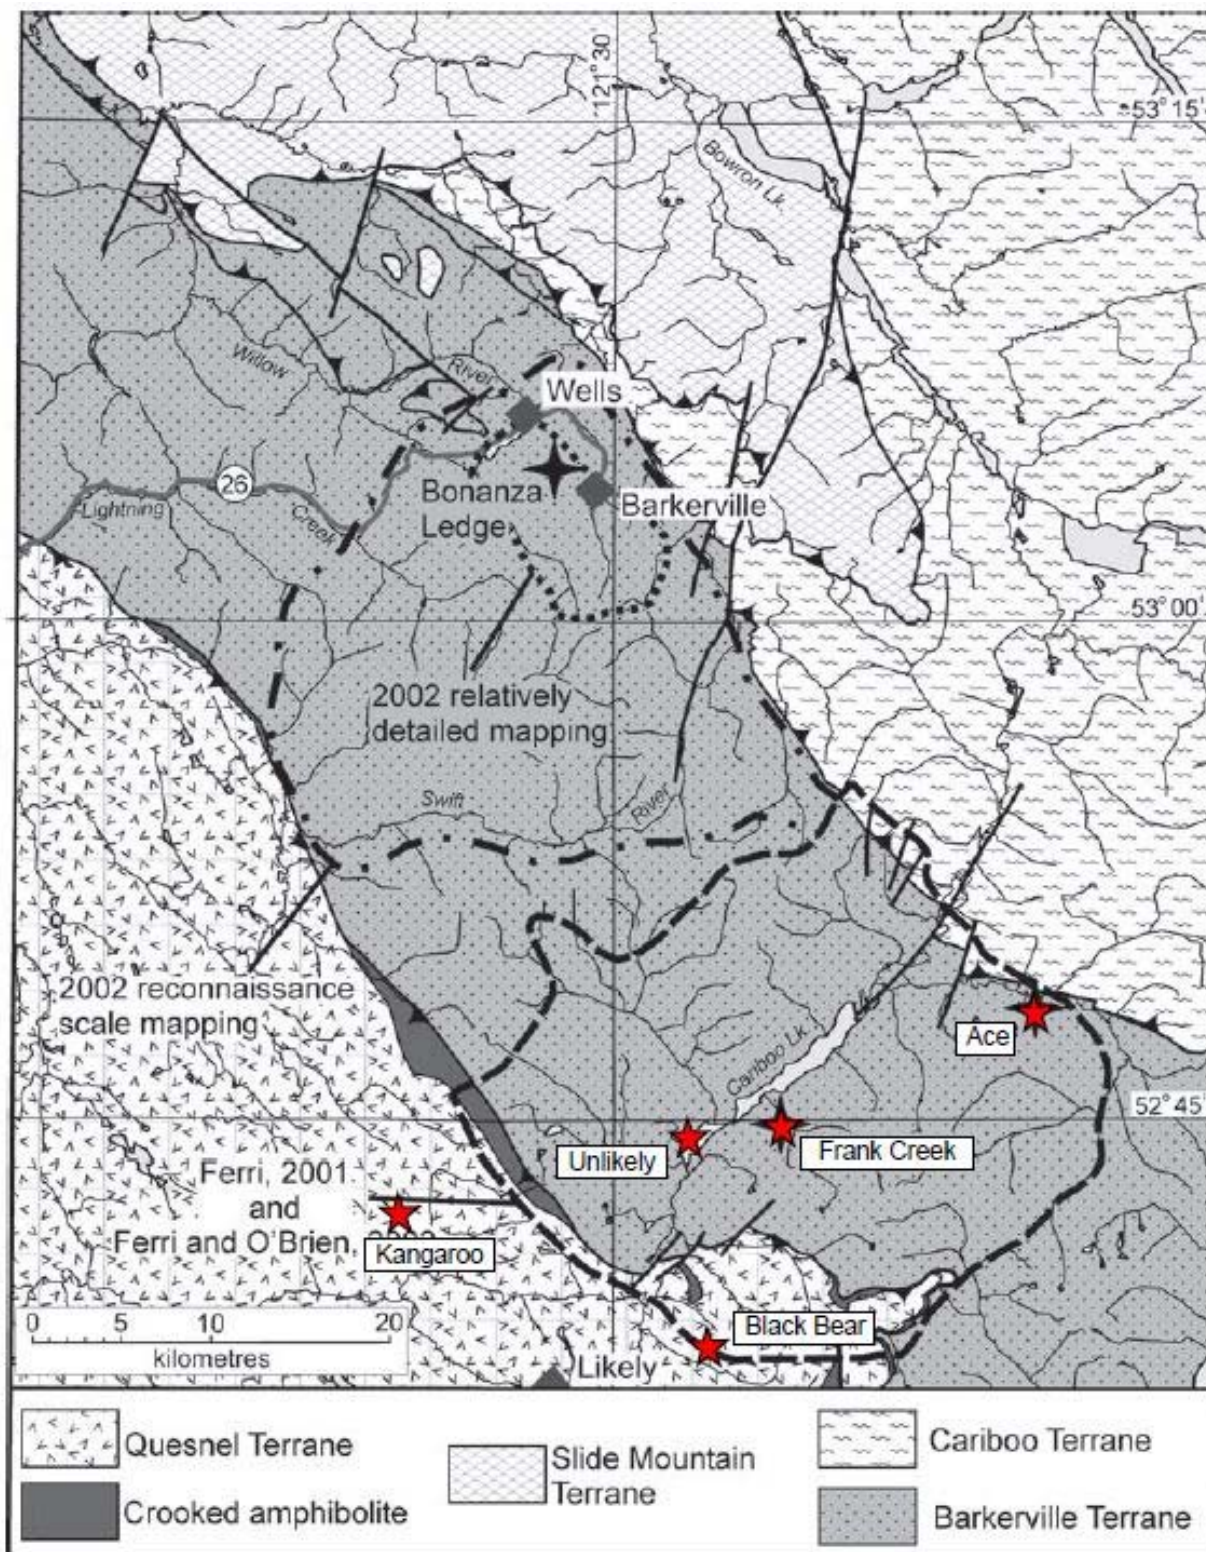 121° 30'
53° 15'
Bowron Lk.
Willow
River
Wells
26
Bonanza
Ledge
Barkerville
Lightning
Creek
53° 00'
2002 relatively
detailed mapping
Swift
River
2002 reconnaissance
scale mapping
Ace
Cariboo Lk.
52° 45'
Unlikely
Frank Creek
Ferri, 2001
and
Ferri and O'Brien,
Kangaroo
0 5 10 20
kilometres
Black Bear
Likely
Quesnel Terrane
Crooked amphibolite
Slide Mountain
Terrane
Cariboo Terrane
Barkerville Terrane